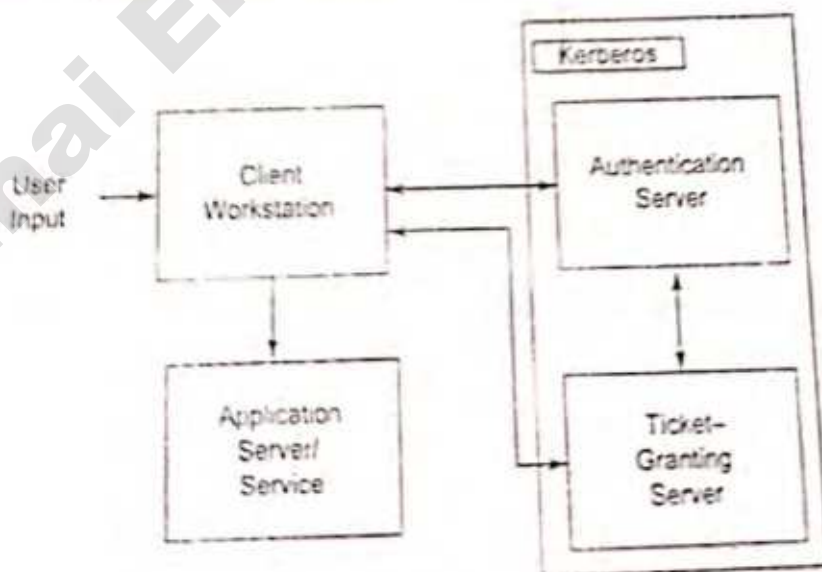 Kerberos
User
Input
Client
Workstation
Authentication
Server
Application
Server/
Service
Ticket–
Granting
Server